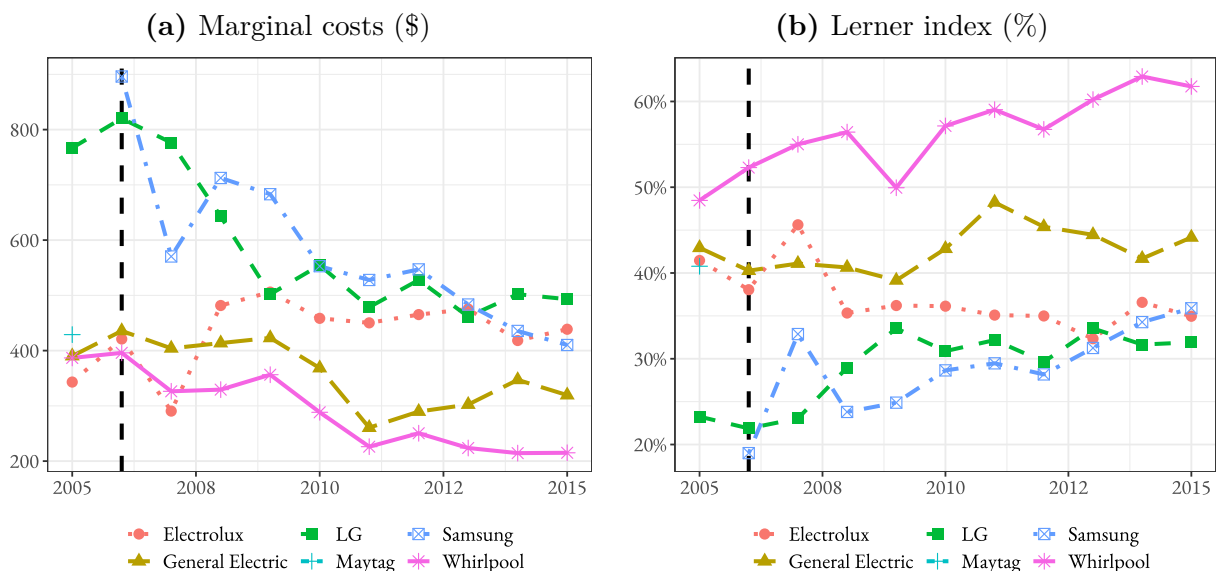 (a) Marginal costs ($)
800
600
400
200
2005 2008 2010 2012 2015
Electrolux LG Samsung
General Electric Maytag Whirlpool
(b) Lerner index (%)
60%
50%
40%
30%
20%
2005 2008 2010 2012 2015
Electrolux LG Samsung
General Electric Maytag Whirlpool